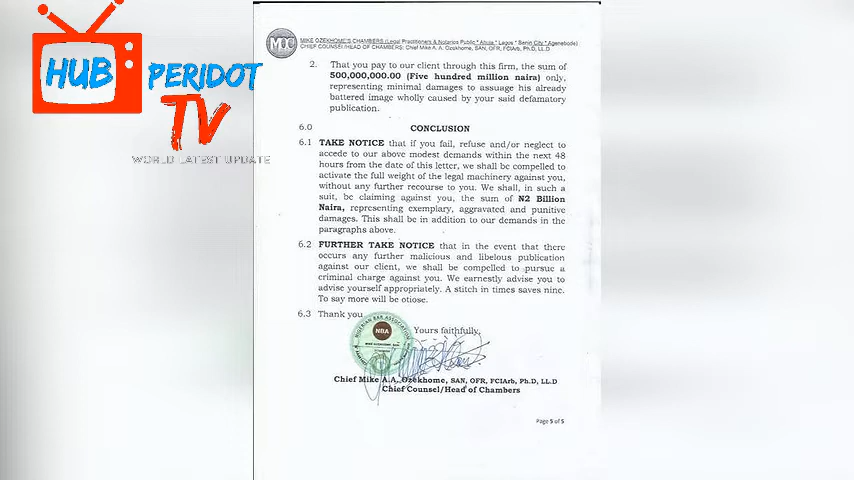 HUB
PERIDOT
TV
WORLD LATEST UPDATE
MOC
MIKE OZEKHOME'S CHAMBERS (Legal Practitioners & Notaries Public * Abuja * Lagos * Benin City * Agenebode)
CHIEF COUNSEL/HEAD OF CHAMBERS: Chief Mike A. A. Ozekhome, SAN, OFR, FCIArb, Ph.D, LL.D
2. That you pay to our client through this firm, the sum of
500,000,000.00 (Five hundred million naira) only,
representing minimal damages to assuage his already
battered image wholly caused by your said defamatory
publication.
6.0 CONCLUSION
6.1 TAKE NOTICE that if you fail, refuse and/or neglect to
accede to our above modest demands within the next 48
hours from the date of this letter, we shall be compelled to
activate the full weight of the legal machinery against you,
without any further recourse to you. We shall, in such a
suit, be claiming against you, the sum of N2 Billion
Naira, representing exemplary, aggravated and punitive
damages. This shall be in addition to our demands in the
paragraphs above.
6.2 FURTHER TAKE NOTICE that in the event that there
occurs any further malicious and libelous publication
against our client, we shall be compelled to pursue a
criminal charge against you. We earnestly advise you to
advise yourself appropriately. A stitch in times saves nine.
To say more will be otiose.
6.3 Thank you
NIGERIAN BAR ASSOCIATION
NBA
Yours faithfully,
Chief Mike A.A. Ozekhome, SAN, OFR, FCIArb, Ph.D, LL.D
Chief Counsel/Head of Chambers
Page 5 of 5